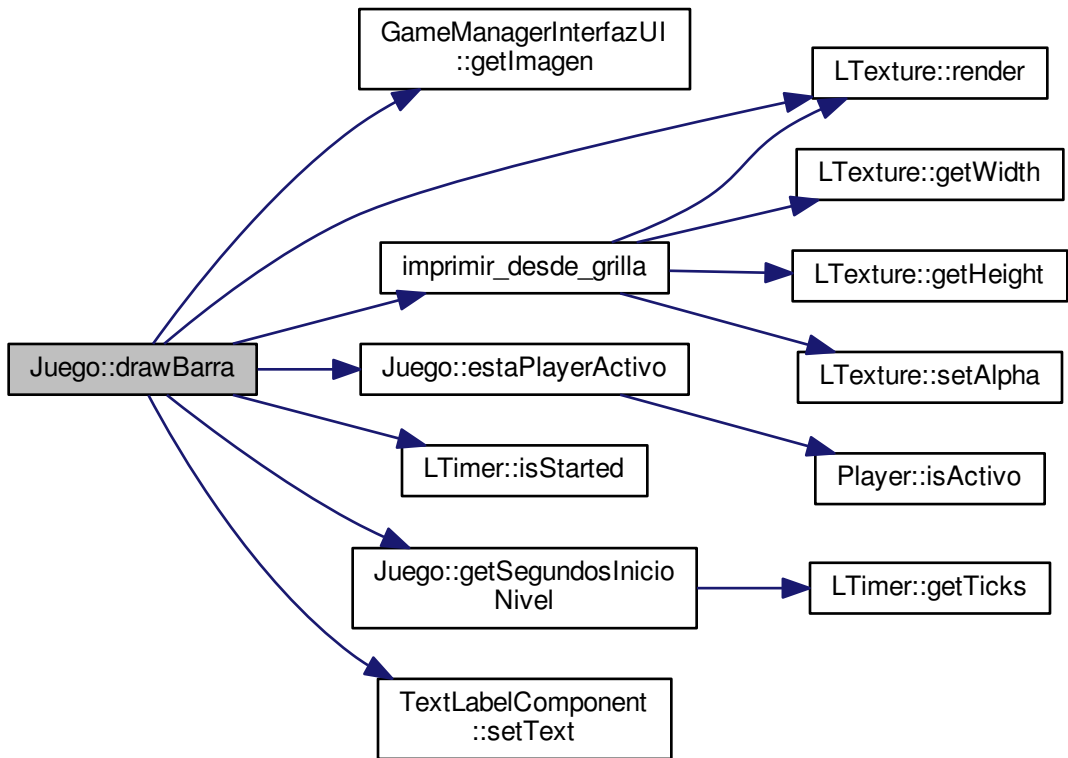 GameManagerInterfazUI
::getImagen
LTexture::render
LTexture::getWidth
imprimir_desde_grilla
LTexture::getHeight
Juego::drawBarra
Juego::estaPlayerActivo
LTexture::setAlpha
LTimer::isStarted
Player::isActivo
Juego::getSegundosInicio
Nivel
LTimer::getTicks
TextLabelComponent
::setText